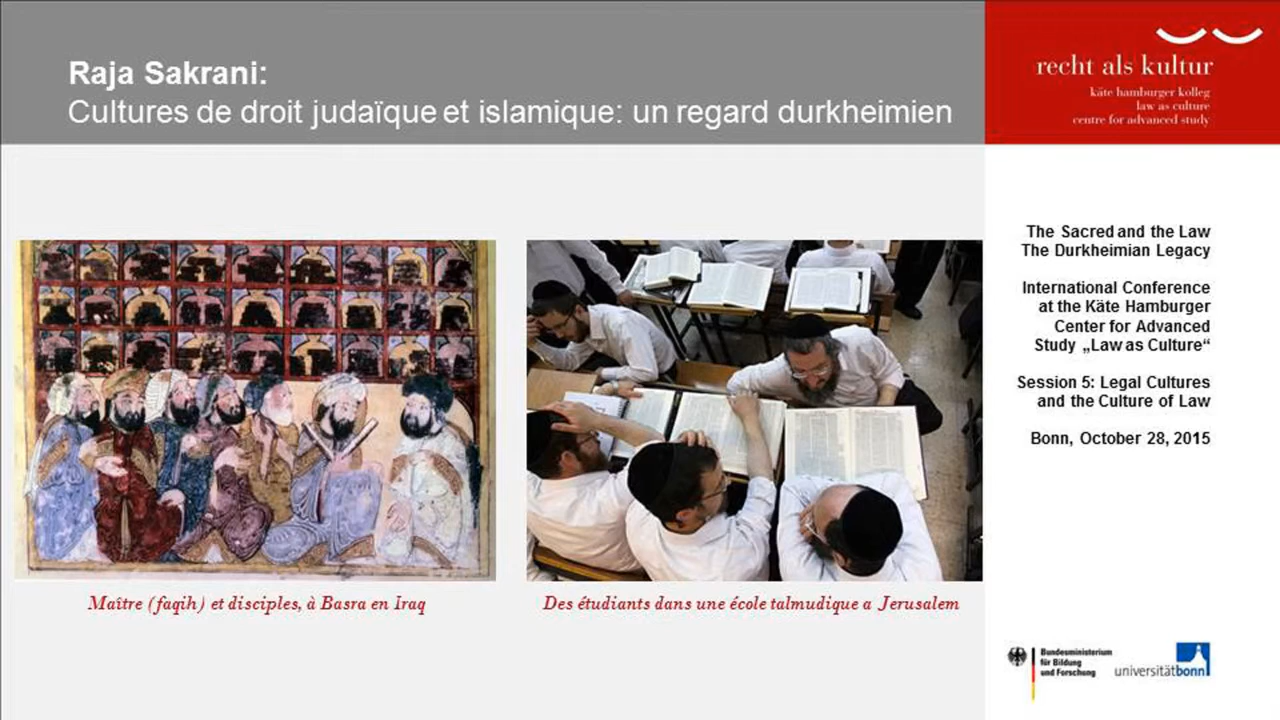 Raja Sakrani:
Cultures de droit judaïque et islamique: un regard durkheimien
recht als kultur
käte hamburger kolleg
law as culture
centre for advanced study
The Sacred and the Law
The Durkheimian Legacy
International Conference
at the Käte Hamburger
Center for Advanced
Study „Law as Culture“
Session 5: Legal Cultures
and the Culture of Law
Bonn, October 28, 2015
Maître (faqih) et disciples, à Basra en Iraq
Des étudiants dans une école talmudique a Jerusalem
Bundesministerium
für Bildung
und Forschung
universitätbonn